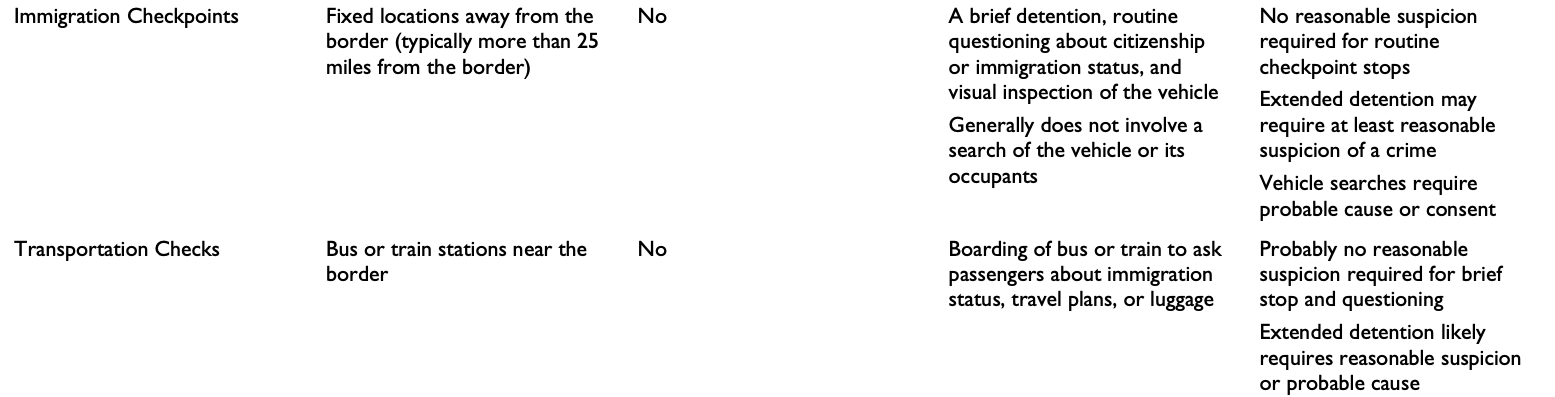 Immigration Checkpoints
Fixed locations away from the
border (typically more than 25
miles from the border)
No
A brief detention, routine
questioning about citizenship
or immigration status, and
visual inspection of the vehicle
Generally does not involve a
search of the vehicle or its
occupants
No reasonable suspicion
required for routine
checkpoint stops
Extended detention may
require at least reasonable
suspicion of a crime
Vehicle searches require
probable cause or consent
Transportation Checks
Bus or train stations near the
border
No
Boarding of bus or train to ask
passengers about immigration
status, travel plans, or luggage
Probably no reasonable
suspicion required for brief
stop and questioning
Extended detention likely
requires reasonable suspicion
or probable cause